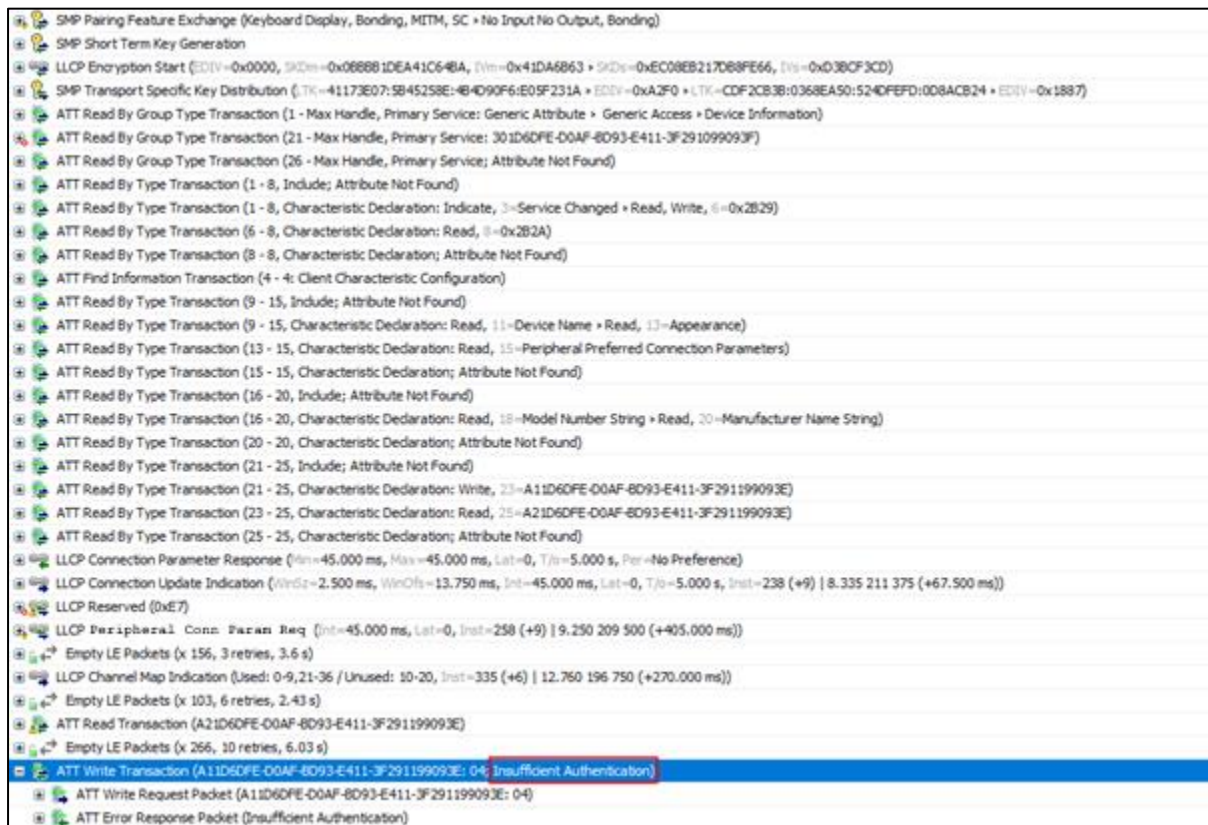 SMP Pairing Feature Exchange (Keyboard Display, Bonding, MITM, SC > No Input No Output, Bonding)
SMP Short Term Key Generation
LLCP Encryption Start (EDIV=0x0000, SKDm=0x0BBBB1DEA41C64BA, IVm=0x41DA6B63 > SKDs=0xEC08EB217DB8FE66, IVs=0xD3BCF3CD)
SMP Transport Specific Key Distribution (LTK=41173E07:5B45258E:4B4D90F6:E05F231A > EDIV=0xA2F0 > LTK=CDF2CB3B:0368EA50:524DFEFD:0D8ACB24 > EDIV=0x1887)
ATT Read By Group Type Transaction (1 - Max Handle, Primary Service: Generic Attribute > Generic Access > Device Information)
ATT Read By Group Type Transaction (21 - Max Handle, Primary Service: 301D6DFE-D0AF-8D93-E411-3F291099093F)
ATT Read By Group Type Transaction (26 - Max Handle, Primary Service; Attribute Not Found)
ATT Read By Type Transaction (1 - 8, Include; Attribute Not Found)
ATT Read By Type Transaction (1 - 8, Characteristic Declaration: Indicate, 3=Service Changed > Read, Write, 6=0x2B29)
ATT Read By Type Transaction (6 - 8, Characteristic Declaration: Read, 8=0x2B2A)
ATT Read By Type Transaction (8 - 8, Characteristic Declaration; Attribute Not Found)
ATT Find Information Transaction (4 - 4: Client Characteristic Configuration)
ATT Read By Type Transaction (9 - 15, Include; Attribute Not Found)
ATT Read By Type Transaction (9 - 15, Characteristic Declaration: Read, 11=Device Name > Read, 13=Appearance)
ATT Read By Type Transaction (13 - 15, Characteristic Declaration: Read, 15=Peripheral Preferred Connection Parameters)
ATT Read By Type Transaction (15 - 15, Characteristic Declaration; Attribute Not Found)
ATT Read By Type Transaction (16 - 20, Include; Attribute Not Found)
ATT Read By Type Transaction (16 - 20, Characteristic Declaration: Read, 18=Model Number String > Read, 20=Manufacturer Name String)
ATT Read By Type Transaction (20 - 20, Characteristic Declaration; Attribute Not Found)
ATT Read By Type Transaction (21 - 25, Include; Attribute Not Found)
ATT Read By Type Transaction (21 - 25, Characteristic Declaration: Write, 23=A11D6DFE-D0AF-8D93-E411-3F291199093E)
ATT Read By Type Transaction (23 - 25, Characteristic Declaration: Read, 25=A21D6DFE-D0AF-8D93-E411-3F291199093E)
ATT Read By Type Transaction (25 - 25, Characteristic Declaration; Attribute Not Found)
LLCP Connection Parameter Response (Min=45.000 ms, Max=45.000 ms, Lat=0, T/o=5.000 s, Per=No Preference)
LLCP Connection Update Indication (WinSz=2.500 ms, WinOfs=13.750 ms, Int=45.000 ms, Lat=0, T/o=5.000 s, Inst=238 (+9) | 8.335 211 375 (+67.500 ms))
LLCP Reserved (0xE7)
LLCP Peripheral Conn Param Req (Int=45.000 ms, Lat=0, Inst=258 (+9) | 9.250 209 500 (+405.000 ms))
Empty LE Packets (x 156, 3 retries, 3.6 s)
LLCP Channel Map Indication (Used: 0-9,21-36 / Unused: 10-20, Inst=335 (+6) | 12.760 196 750 (+270.000 ms))
Empty LE Packets (x 103, 6 retries, 2.43 s)
ATT Read Transaction (A21D6DFE-D0AF-8D93-E411-3F291199093E)
Empty LE Packets (x 266, 10 retries, 6.03 s)
ATT Write Transaction (A11D6DFE-D0AF-8D93-E411-3F291199093E: 04; Insufficient Authentication)
ATT Write Request Packet (A11D6DFE-D0AF-8D93-E411-3F291199093E: 04)
ATT Error Response Packet (Insufficient Authentication)